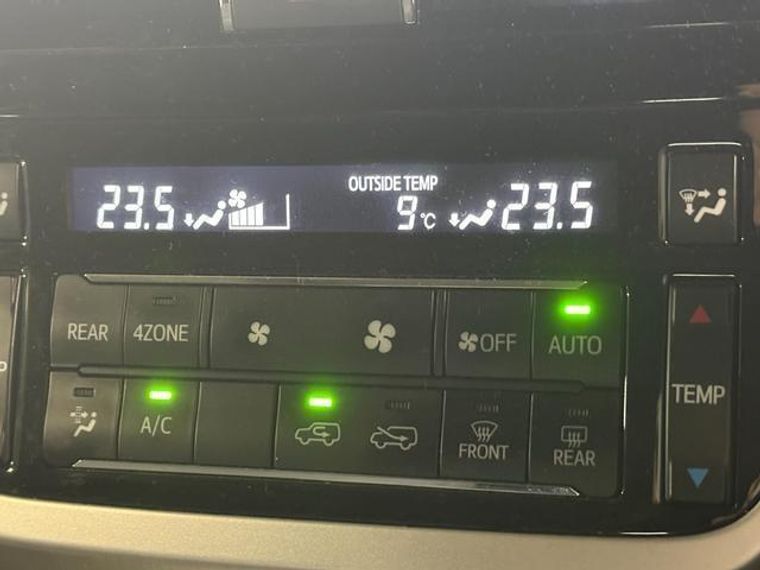 OUTSIDE TEMP
23.5 9°C 23.5
REAR 4ZONE OFF AUTO
TEMP
A/C FRONT REAR